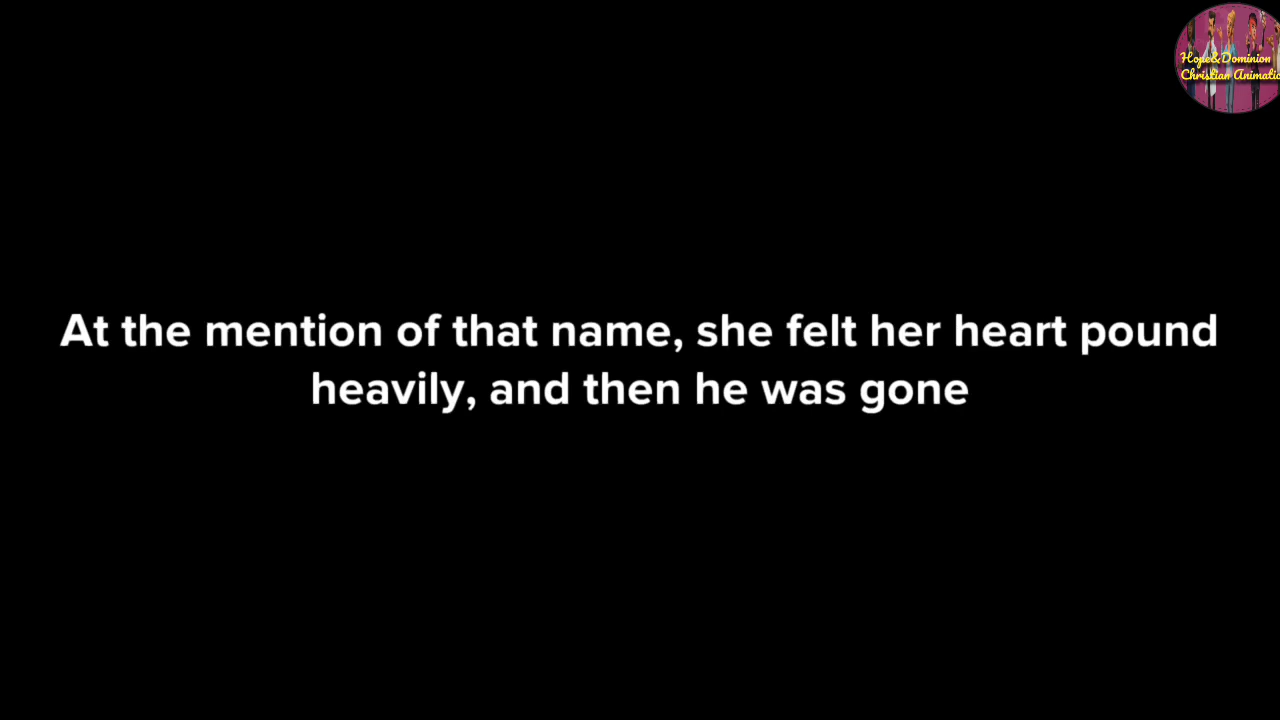 Hope&Dominion
Christian Animatio
At the mention of that name, she felt her heart pound
heavily, and then he was gone